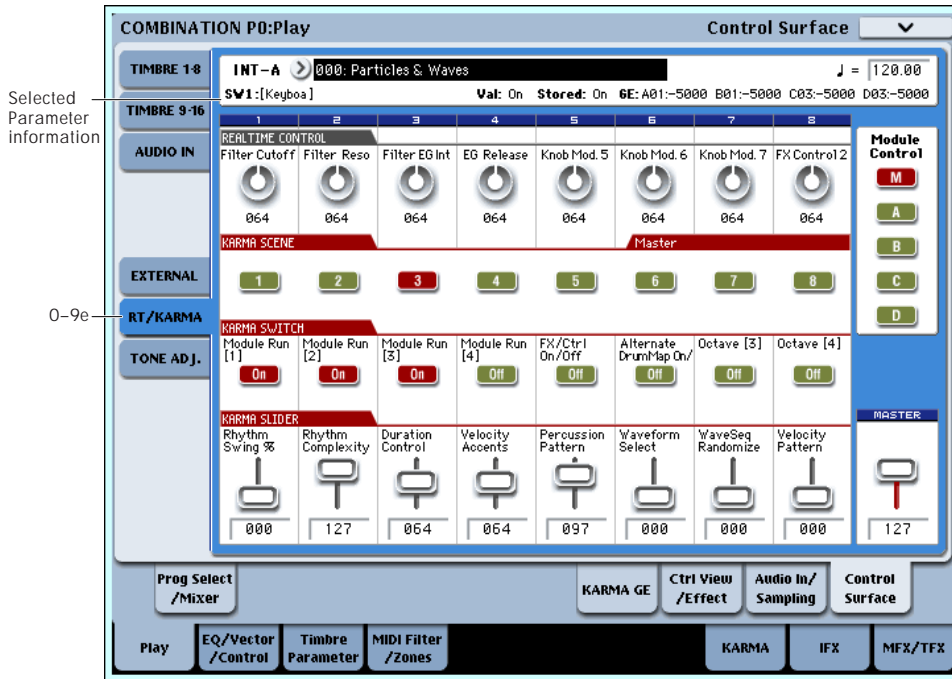 COMBINATION P0:Play Control Surface
TIMBRE 1-8
INT-A 000: Particles & Waves ♩ = 120.00
Selected
Parameter
information
SW1:[Keyboa] Val: On Stored: On GE: A01:-5000 B01:-5000 C03:-5000 D03:-5000
TIMBRE 9-16
1 2 3 4 5 6 7 8
AUDIO IN
REALTIME CONTROL
Module
Control
Filter Cutoff Filter Reso Filter EG Int EG Release Knob Mod. 5 Knob Mod. 6 Knob Mod. 7 FX Control 2
M
064 064 064 064 064 064 064 064
A
KARMA SCENE Master
B
EXTERNAL
1 2 3 4 5 6 7 8
C
0–9e
RT/KARMA
D
KARMA SWITCH
Module Run
[1]
Module Run
[2]
Module Run
[3]
Module Run
[4]
FX/Ctrl
On/Off
Alternate
DrumMap On/
Octave [3] Octave [4]
TONE ADJ.
On On On Off Off Off Off Off
KARMA SLIDER
MASTER
Rhythm
Swing %
Rhythm
Complexity
Duration
Control
Velocity
Accents
Percussion
Pattern
Waveform
Select
WaveSeq
Randomize
Velocity
Pattern
000 127 064 064 097 000 000 000 127
Prog Select
/Mixer
KARMA GE
Ctrl View
/Effect
Audio In/
Sampling
Control
Surface
Play
EQ/Vector
/Control
Timbre
Parameter
MIDI Filter
/Zones
KARMA
IFX
MFX/TFX